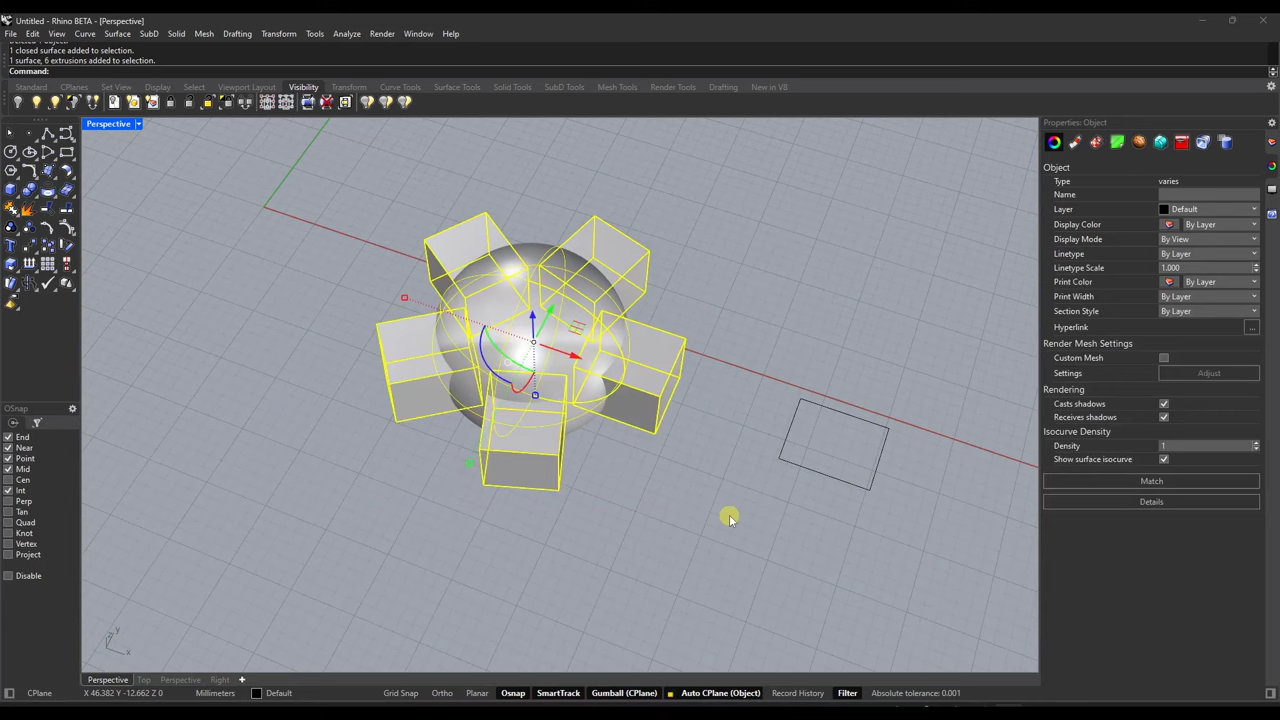 Untitled - Rhino BETA - [Perspective]
File Edit View Curve Surface SubD Solid Mesh Drafting Transform Tools Analyze Render Window Help
1 closed surface added to selection.
1 surface, 6 extrusions added to selection.
Command:
Standard CPlanes Set View Display Select Viewport Layout Visibility Transform Curve Tools Surface Tools Solid Tools SubD Tools Mesh Tools Render Tools Drafting New in V8
Perspective
Properties: Object
Object
Type varies
Name
Layer Default
Display Color By Layer
Display Mode By View
Linetype By Layer
Linetype Scale 1.000
Print Color By Layer
Print Width By Layer
Section Style By Layer
Hyperlink ...
Render Mesh Settings
Custom Mesh
Settings Adjust
Rendering
Casts shadows
Receives shadows
Isocurve Density
Density 1
Show surface isocurve
Match
Details
OSnap
End
Near
Point
Mid
Cen
Int
Perp
Tan
Quad
Knot
Vertex
Project
Disable
y
x
Perspective Top Perspective Right
CPlane X 46.382 Y -12.662 Z 0 Millimeters Default Grid Snap Ortho Planar Osnap SmartTrack Gumball (CPlane) Auto CPlane (Object) Record History Filter Absolute tolerance: 0.001